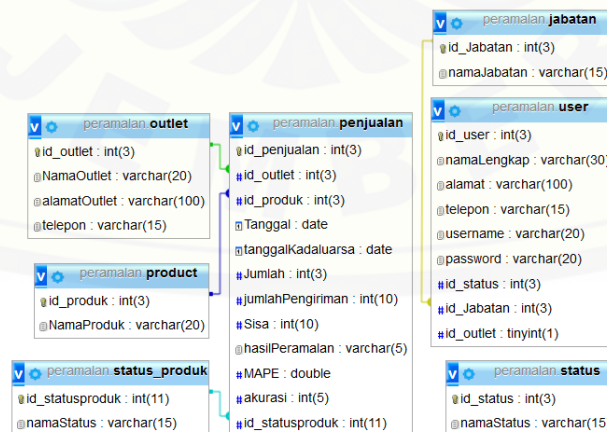 peramalan jabatan
id_Jabatan : int(3)
namaJabatan : varchar(15)
peramalan user
id_user : int(3)
namaLengkap : varchar(30)
alamat : varchar(100)
telepon : varchar(15)
username : varchar(20)
password : varchar(20)
#id_status : int(3)
#id_Jabatan : int(3)
#id_outlet : tinyint(1)
peramalan outlet
id_outlet : int(3)
NamaOutlet : varchar(20)
alamatOutlet : varchar(100)
telepon : varchar(15)
peramalan penjualan
id_penjualan : int(3)
#id_outlet : int(3)
#id_produk : int(3)
Tanggal : date
tanggalKadaluarsa : date
#Jumlah : int(3)
#jumlahPengiriman : int(10)
#Sisa : int(10)
hasilPeramalan : varchar(5)
#MAPE : double
#akurasi : int(5)
#id_statusproduk : int(11)
peramalan product
id_produk : int(3)
NamaProduk : varchar(20)
peramalan status_produk
id_statusproduk : int(11)
namaStatus : varchar(15)
peramalan status
id_status : int(3)
namaStatus : varchar(15